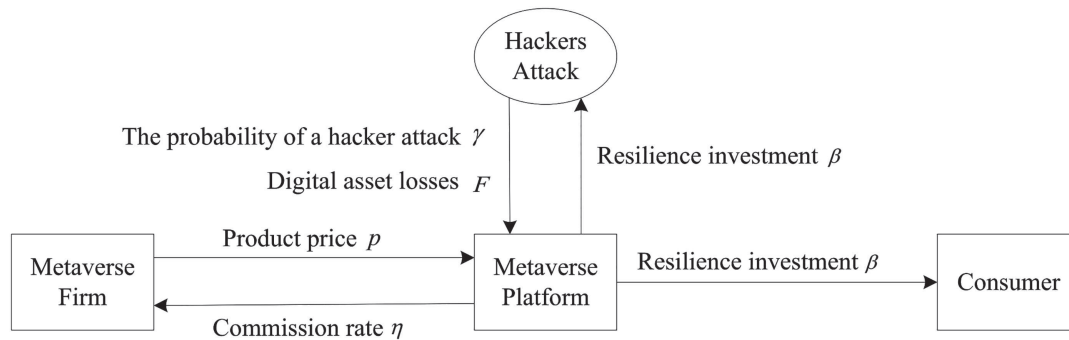 Hackers
Attack
The probability of a hacker attack γ
Digital asset losses F
Resilience investment β
Product price p
Metaverse
Firm
Metaverse
Platform
Resilience investment β
Consumer
Commission rate η